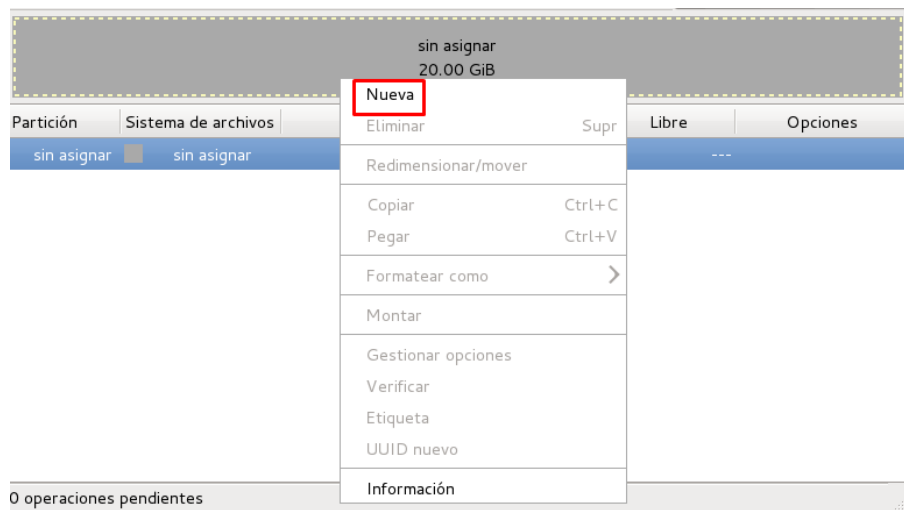 sin asignar
20.00 GiB
Nueva
Partición Sistema de archivos Eliminar Supr Libre Opciones
sin asignar sin asignar ---
Redimensionar/mover
Copiar Ctrl+C
Pegar Ctrl+V
Formatear como
Montar
Gestionar opciones
Verificar
Etiqueta
UUID nuevo
Información
0 operaciones pendientes